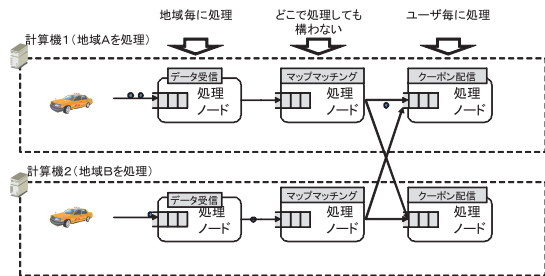 地域毎に処理
どこで処理しても
構わない
ユーザ毎に処理
計算機1(地域Aを処理)
データ受信
処理
ノード
マップマッチング
処理
ノード
クーポン配信
処理
ノード
計算機2(地域Bを処理)
データ受信
処理
ノード
マップマッチング
処理
ノード
クーポン配信
処理
ノード